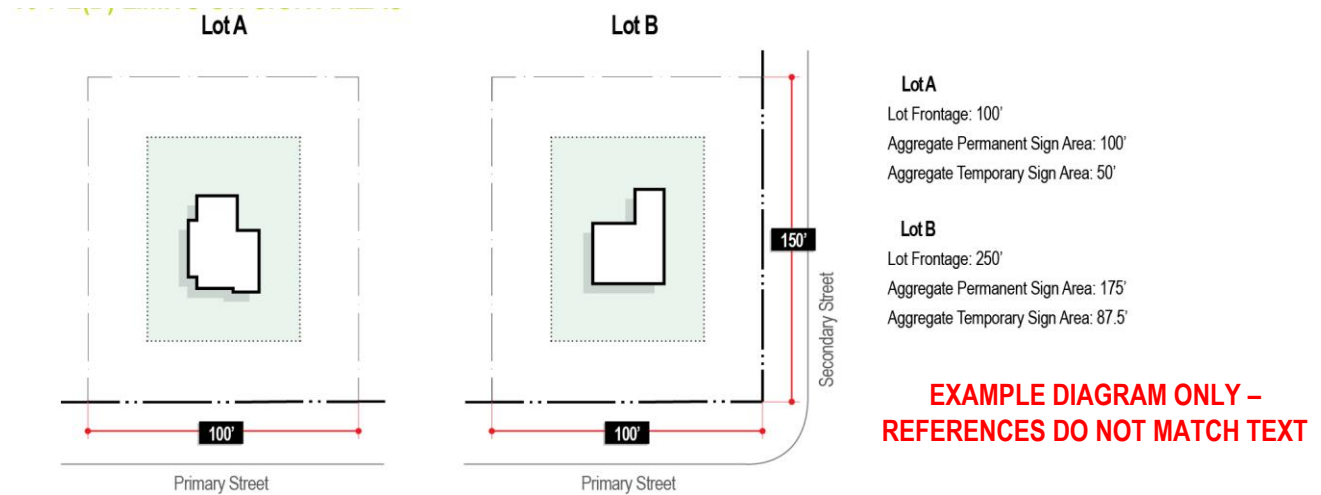 Lot A
Lot B
Lot A
Lot Frontage: 100'
Aggregate Permanent Sign Area: 100'
Aggregate Temporary Sign Area: 50'
Lot B
Lot Frontage: 250'
Aggregate Permanent Sign Area: 175'
Aggregate Temporary Sign Area: 87.5'
150'
Secondary Street
EXAMPLE DIAGRAM ONLY –
REFERENCES DO NOT MATCH TEXT
100'
100'
Primary Street
Primary Street